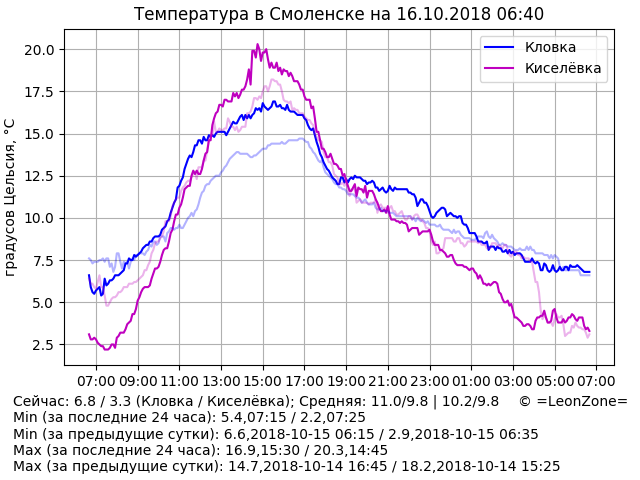 Температура в Смоленске на 16.10.2018 06:40
Кловка
Киселёвка
градусов Цельсия, °C
20.0
17.5
15.0
12.5
10.0
7.5
5.0
2.5
07:00 09:00 11:00 13:00 15:00 17:00 19:00 21:00 23:00 01:00 03:00 05:00 07:00
Сейчас: 6.8 / 3.3 (Кловка / Киселёвка); Средняя: 11.0/9.8 | 10.2/9.8 © =LeonZone=
Min (за последние 24 часа): 5.4,07:15 / 2.2,07:25
Min (за предыдущие сутки): 6.6,2018-10-15 06:15 / 2.9,2018-10-15 06:35
Max (за последние 24 часа): 16.9,15:30 / 20.3,14:45
Max (за предыдущие сутки): 14.7,2018-10-14 16:45 / 18.2,2018-10-14 15:25